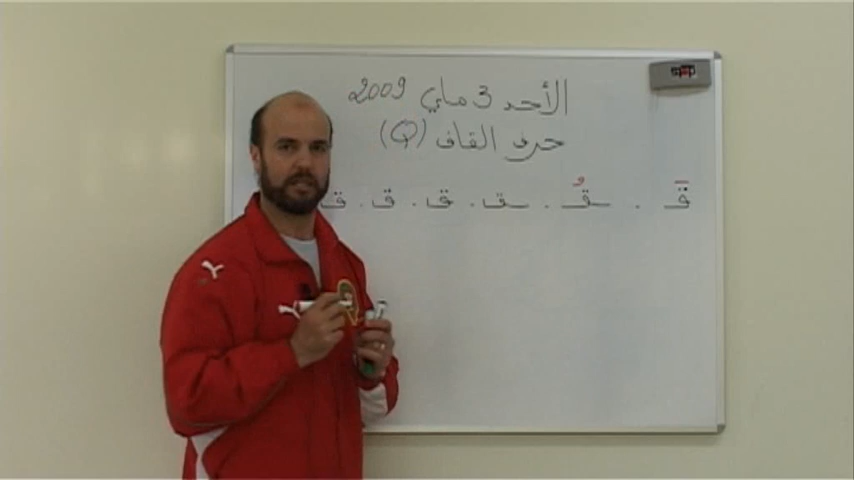 الأحد 3 ماي 2009
حرف القاف (Q)
قَ . قُ . ق . ق . ق . ق